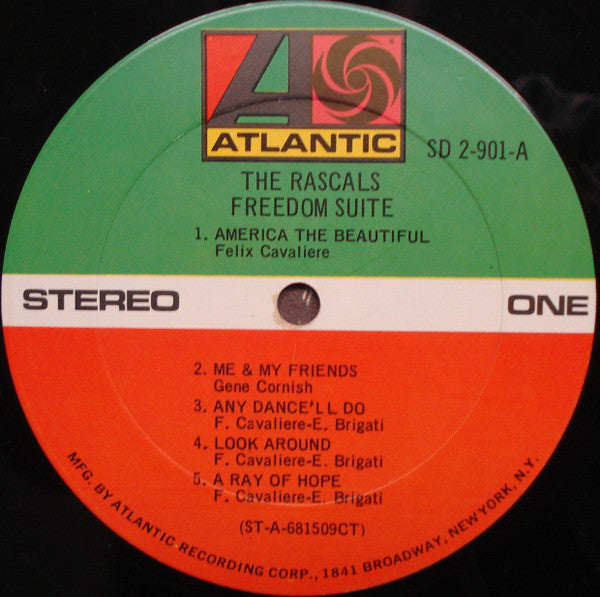 ATLANTIC
SD 2-901-A
THE RASCALS
FREEDOM SUITE
1. AMERICA THE BEAUTIFUL
Felix Cavaliere
STEREO
ONE
2. ME & MY FRIENDS
Gene Cornish
3. ANY DANCE'LL DO
F. Cavaliere-E. Brigati
4. LOOK AROUND
F. Cavaliere-E. Brigati
5. A RAY OF HOPE
F. Cavaliere-E. Brigati
(ST-A-681509CT)
MFG. BY ATLANTIC RECORDING CORP., 1841 BROADWAY, NEW YORK, N.Y.